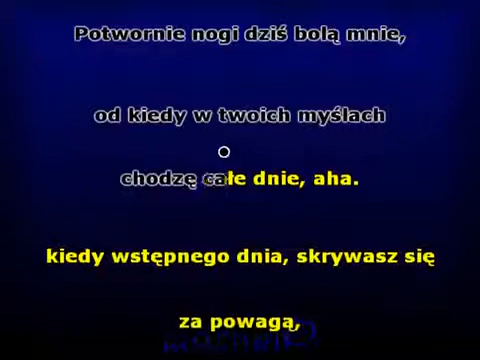 Potwornie nogi dziś bolą mnie,
od kiedy w twoich myślach
chodzę całe dnie, aha.
kiedy wstępnego dnia, skrywasz się
za powagą,